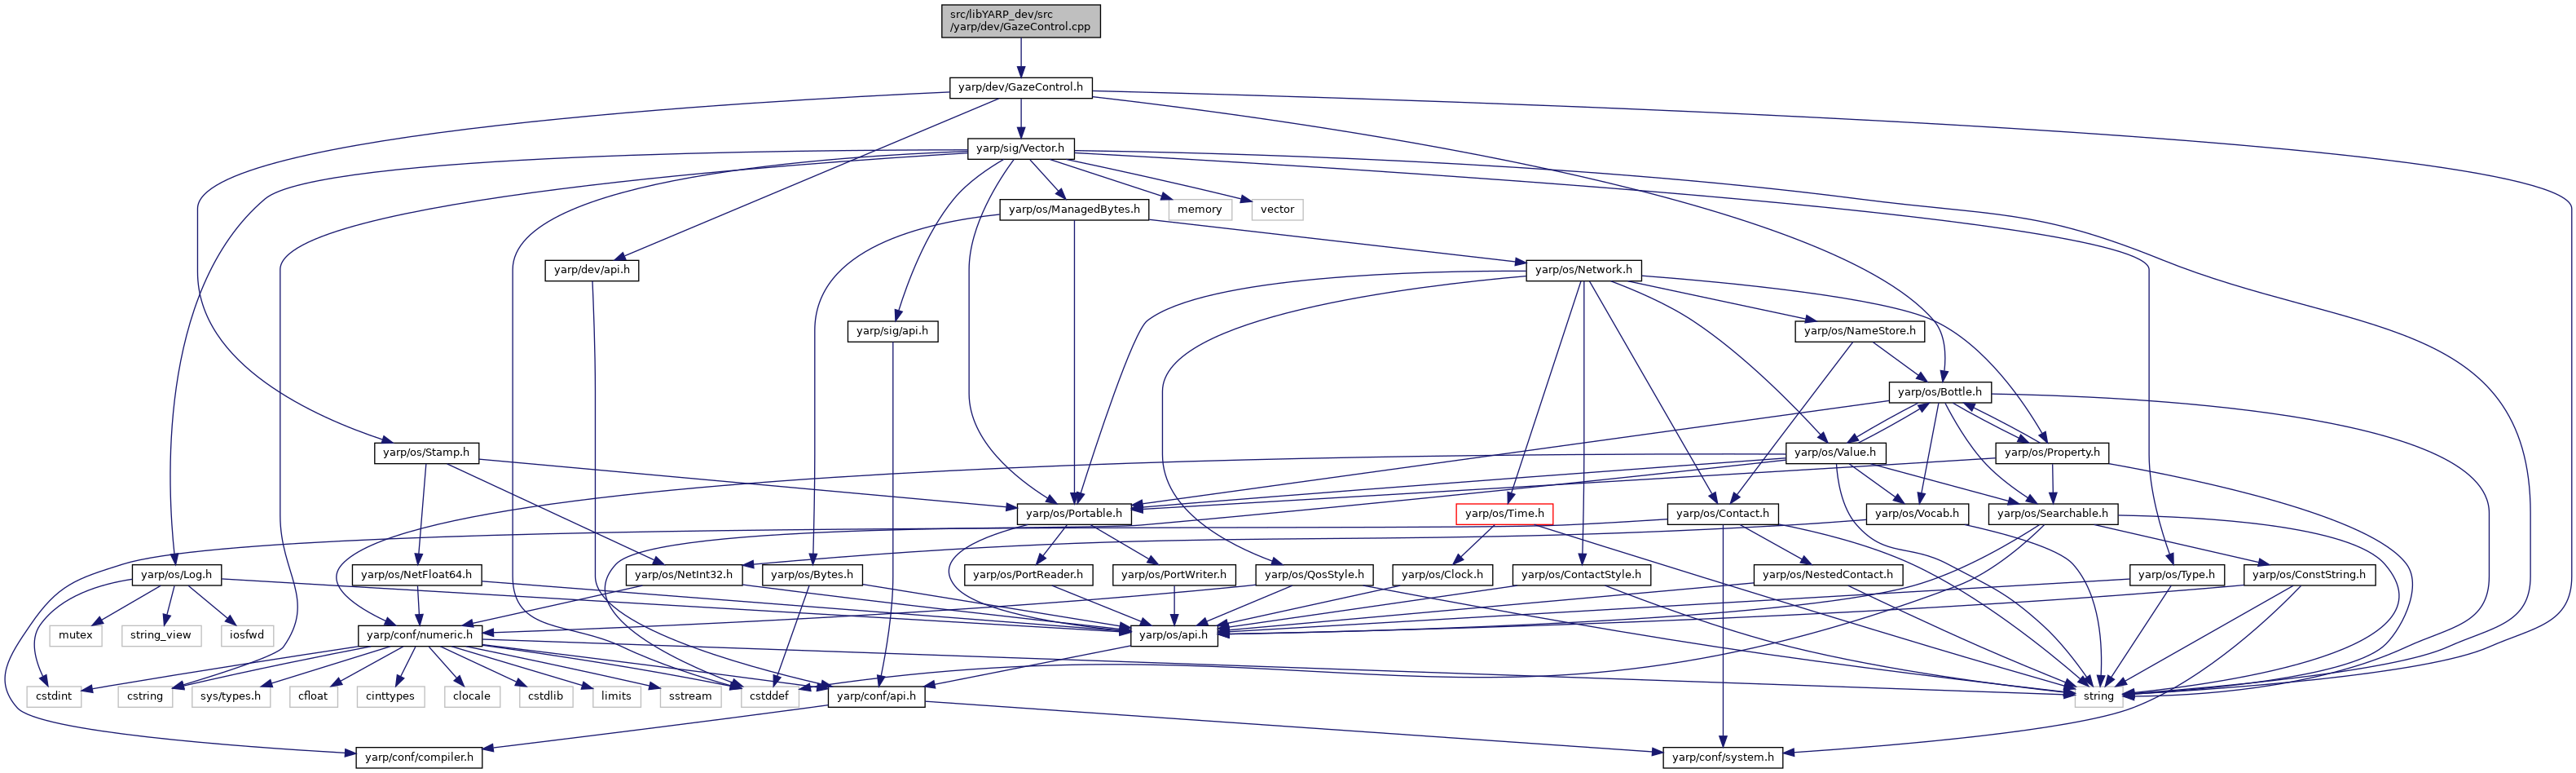 src/libYARP_dev/src
/yarp/dev/GazeControl.cpp
yarp/dev/GazeControl.h
yarp/sig/Vector.h
yarp/os/ManagedBytes.h
memory
vector
yarp/dev/api.h
yarp/os/Network.h
yarp/sig/api.h
yarp/os/NameStore.h
yarp/os/Bottle.h
yarp/os/Stamp.h
yarp/os/Value.h
yarp/os/Property.h
yarp/os/Portable.h
yarp/os/Time.h
yarp/os/Contact.h
yarp/os/Vocab.h
yarp/os/Searchable.h
yarp/os/Log.h
yarp/os/NetFloat64.h
yarp/os/NetInt32.h
yarp/os/Bytes.h
yarp/os/PortReader.h
yarp/os/PortWriter.h
yarp/os/QosStyle.h
yarp/os/Clock.h
yarp/os/ContactStyle.h
yarp/os/NestedContact.h
yarp/os/Type.h
yarp/os/ConstString.h
mutex
string_view
iosfwd
yarp/conf/numeric.h
yarp/os/api.h
cstdint
cstring
sys/types.h
cfloat
cinttypes
clocale
cstdlib
limits
sstream
cstddef
yarp/conf/api.h
string
yarp/conf/compiler.h
yarp/conf/system.h